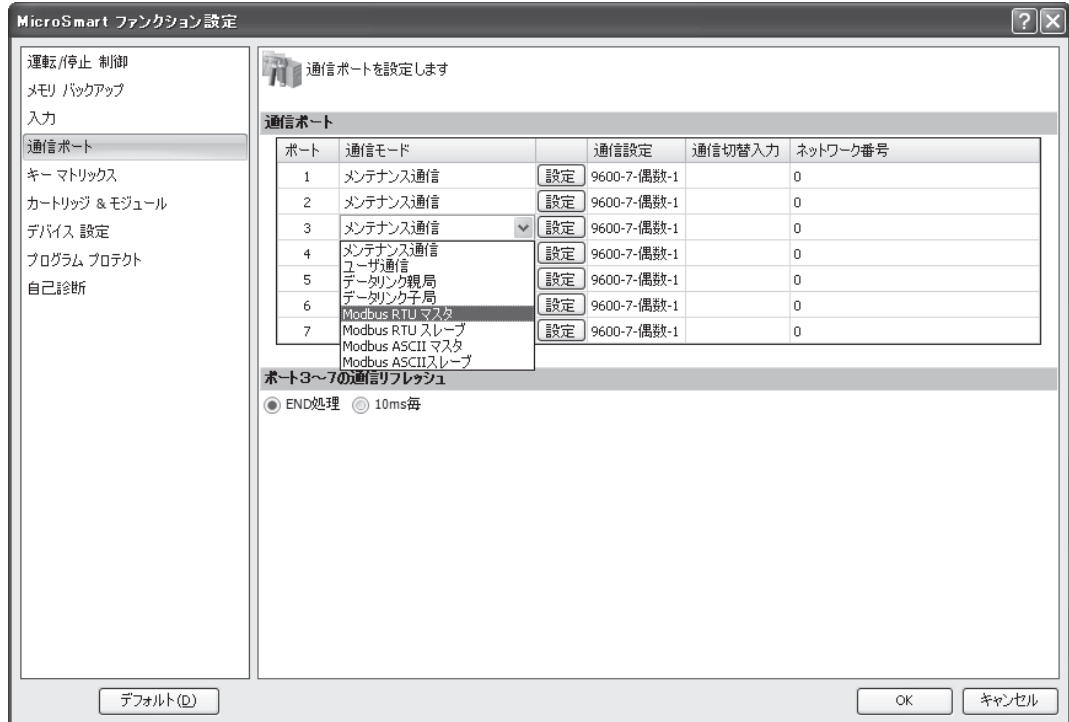 MicroSmart ファンクション設定
?
×
運転/停止 制御
メモリ バックアップ
入力
通信ポート
キー マトリックス
カートリッジ & モジュール
デバイス 設定
プログラム プロテクト
自己診断
通信ポートを設定します
通信ポート
ポート 通信モード 通信設定 通信切替入力 ネットワーク番号
1 メンテナンス通信 設定 9600-7-偶数-1 0
2 メンテナンス通信 設定 9600-7-偶数-1 0
3 メンテナンス通信 設定 9600-7-偶数-1 0
4 設定 9600-7-偶数-1 0
5 設定 9600-7-偶数-1 0
6 設定 9600-7-偶数-1 0
7 設定 9600-7-偶数-1 0
メンテナンス通信
ユーザ通信
データリンク親局
データリンク子局
Modbus RTU マスタ
Modbus RTU スレーブ
Modbus ASCII マスタ
Modbus ASCIIスレーブ
ポート3～7の通信リフレッシュ
END処理 10ms毎
デフォルト(D)
OK
キャンセル